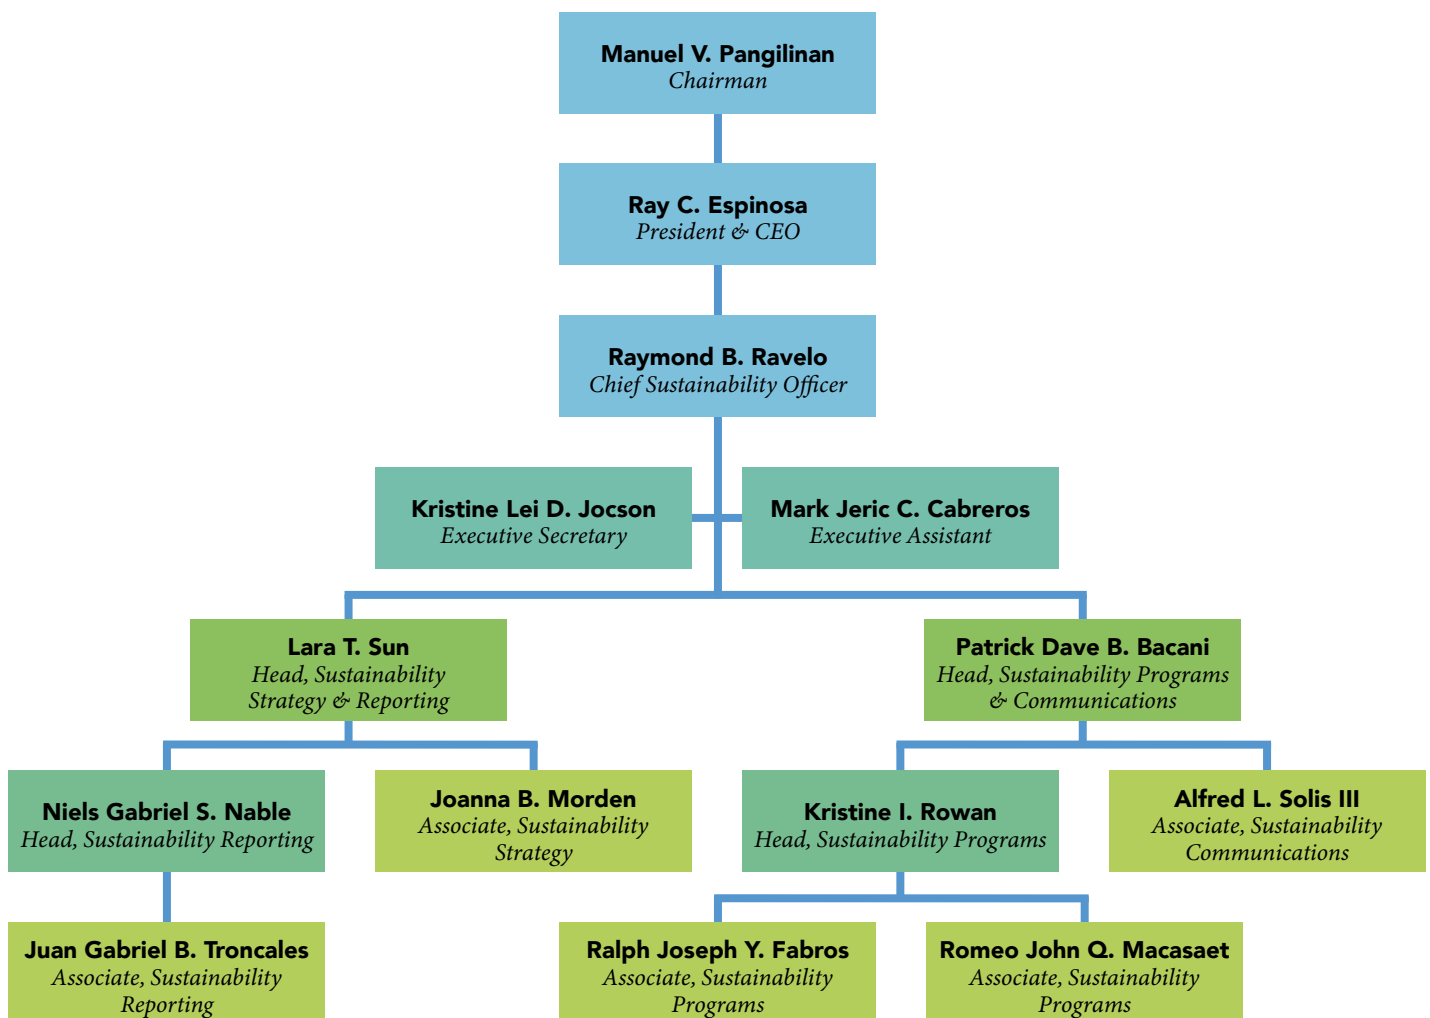 Manuel V. Pangilinan
Chairman
Ray C. Espinosa
President & CEO
Raymond B. Ravelo
Chief Sustainability Officer
Kristine Lei D. Jocson
Executive Secretary
Mark Jeric C. Cabreros
Executive Assistant
Lara T. Sun
Head, Sustainability
Strategy & Reporting
Patrick Dave B. Bacani
Head, Sustainability Programs
& Communications
Niels Gabriel S. Nable
Head, Sustainability Reporting
Joanna B. Morden
Associate, Sustainability
Strategy
Kristine I. Rowan
Head, Sustainability Programs
Alfred L. Solis III
Associate, Sustainability
Communications
Juan Gabriel B. Troncales
Associate, Sustainability
Reporting
Ralph Joseph Y. Fabros
Associate, Sustainability
Programs
Romeo John Q. Macasaet
Associate, Sustainability
Programs